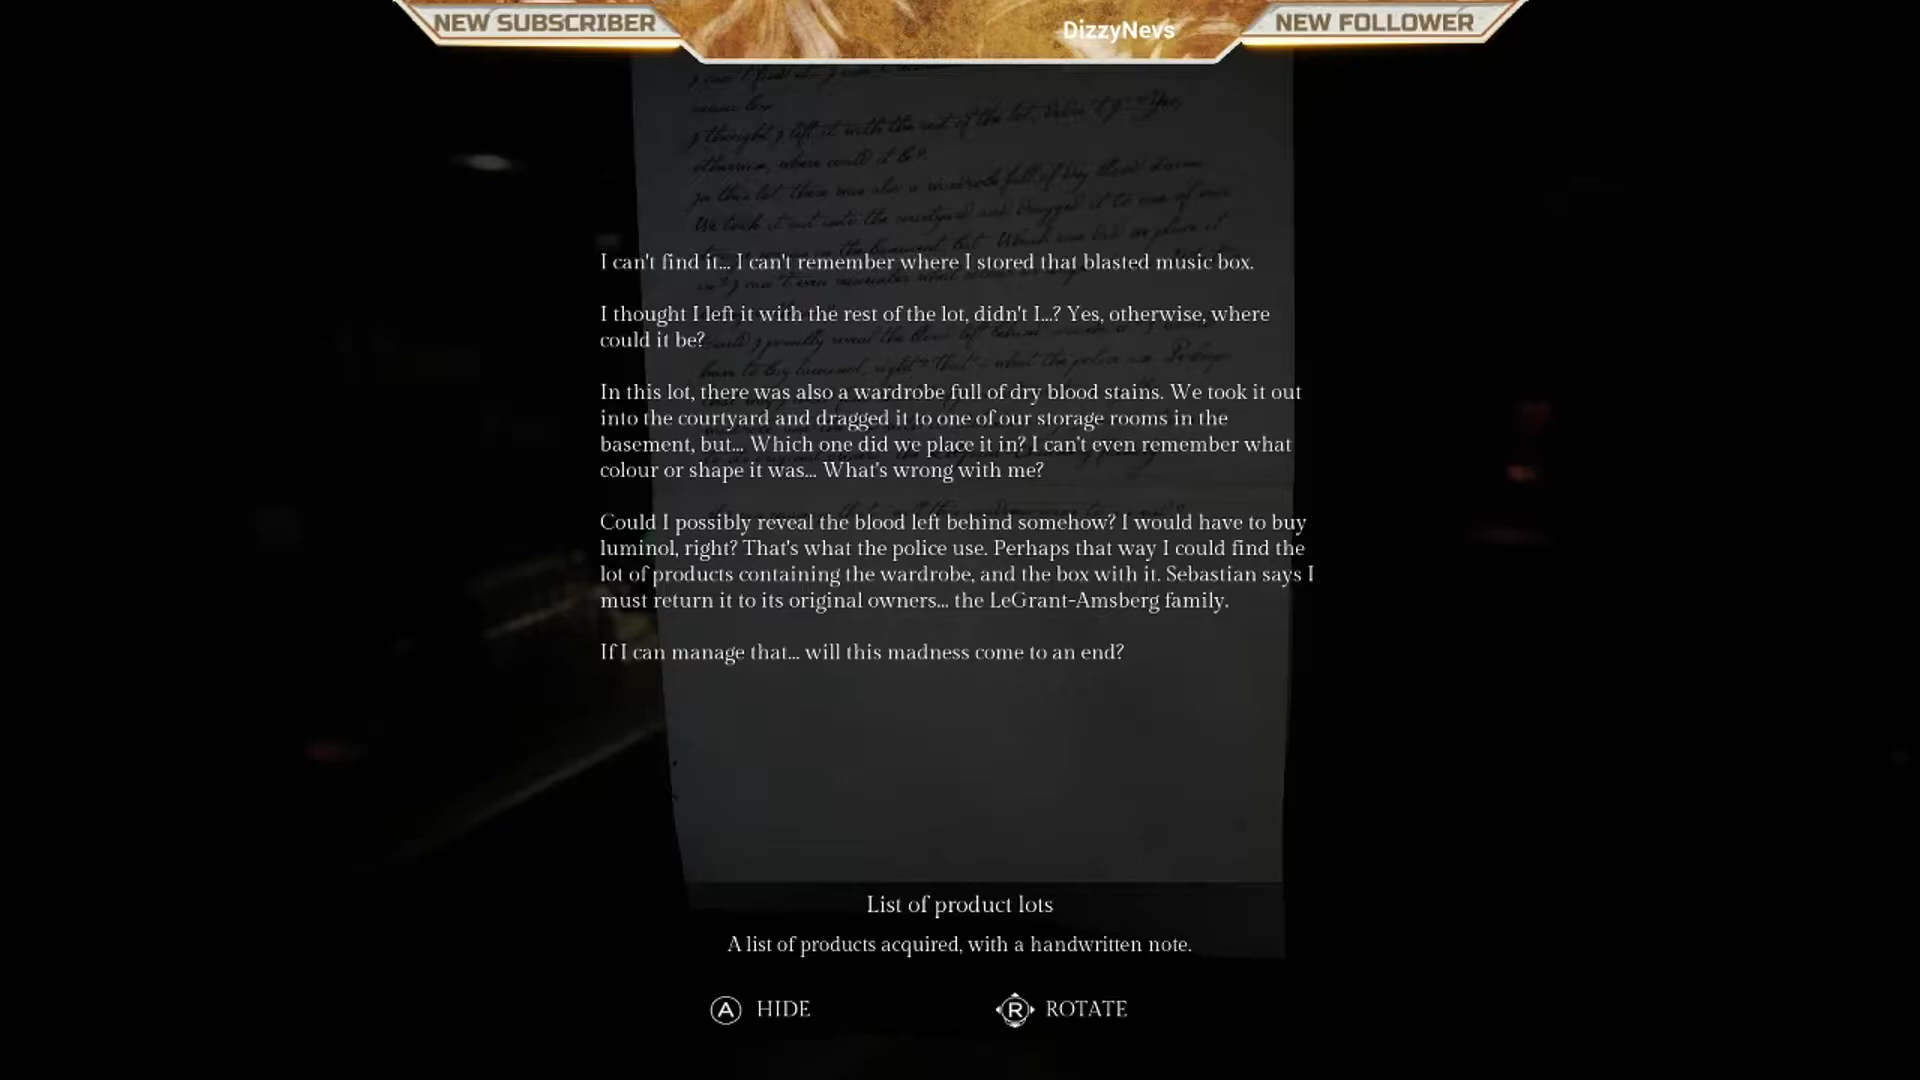 NEW SUBSCRIBER
DizzyNevs
NEW FOLLOWER
I can't find it... I can't remember where I stored that blasted music box.
I thought I left it with the rest of the lot, didn't I...? Yes, otherwise, where
could it be?
In this lot, there was also a wardrobe full of dry blood stains. We took it out
into the courtyard and dragged it to one of our storage rooms in the
basement, but... Which one did we place it in? I can't even remember what
colour or shape it was... What's wrong with me?
Could I possibly reveal the blood left behind somehow? I would have to buy
luminol, right? That's what the police use. Perhaps that way I could find the
lot of products containing the wardrobe, and the box with it. Sebastian says I
must return it to its original owners... the LeGrant-Amsberg family.
If I can manage that... will this madness come to an end?
List of product lots
A list of products acquired, with a handwritten note.
A HIDE
R ROTATE